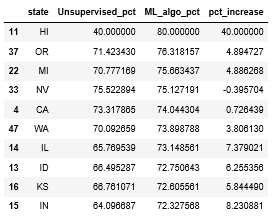 state Unsupervised_pct ML_algo_pct pct_increase
11 HI 40.000000 80.000000 40.000000
37 OR 71.423430 76.318157 4.894727
22 MI 70.777169 75.663437 4.886268
33 NV 75.522894 75.127191 -0.395704
4 CA 73.317865 74.044304 0.726439
47 WA 70.092659 73.898788 3.806130
14 IL 65.769539 73.148561 7.379021
13 ID 66.495287 72.750643 6.255356
16 KS 66.761071 72.605561 5.844490
15 IN 64.096687 72.327568 8.230881